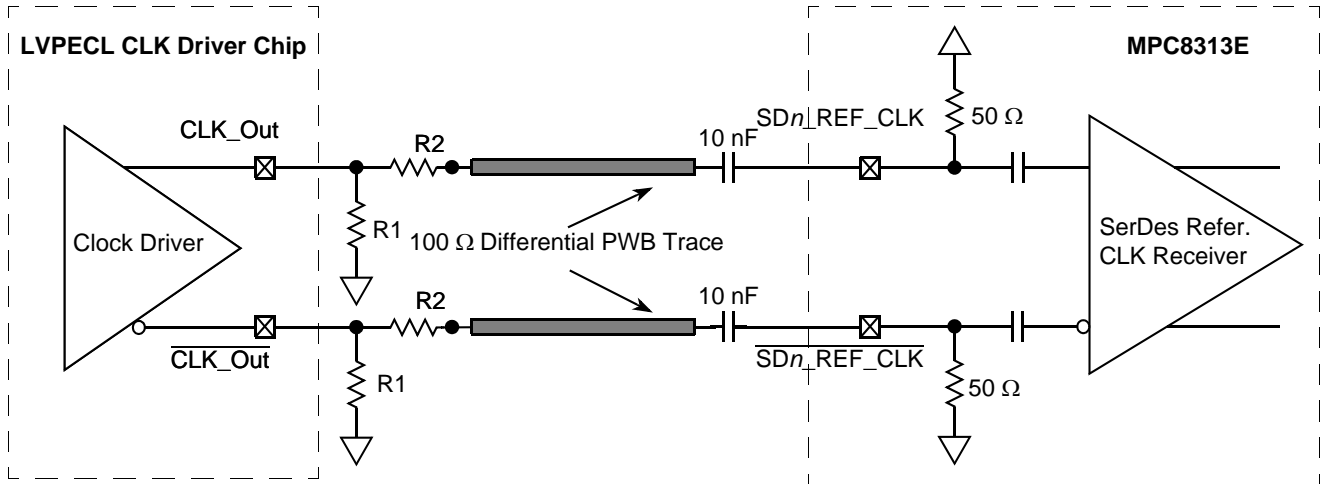 LVPECL CLK Driver Chip
MPC8313E
CLK_Out
SDn_REF_CLK
50 Ω
10 nF
R2
R1
Clock Driver
100 Ω Differential PWB Trace
SerDes Refer.
CLK Receiver
R2
10 nF
CLK_Out
SDn_REF_CLK
R1
50 Ω